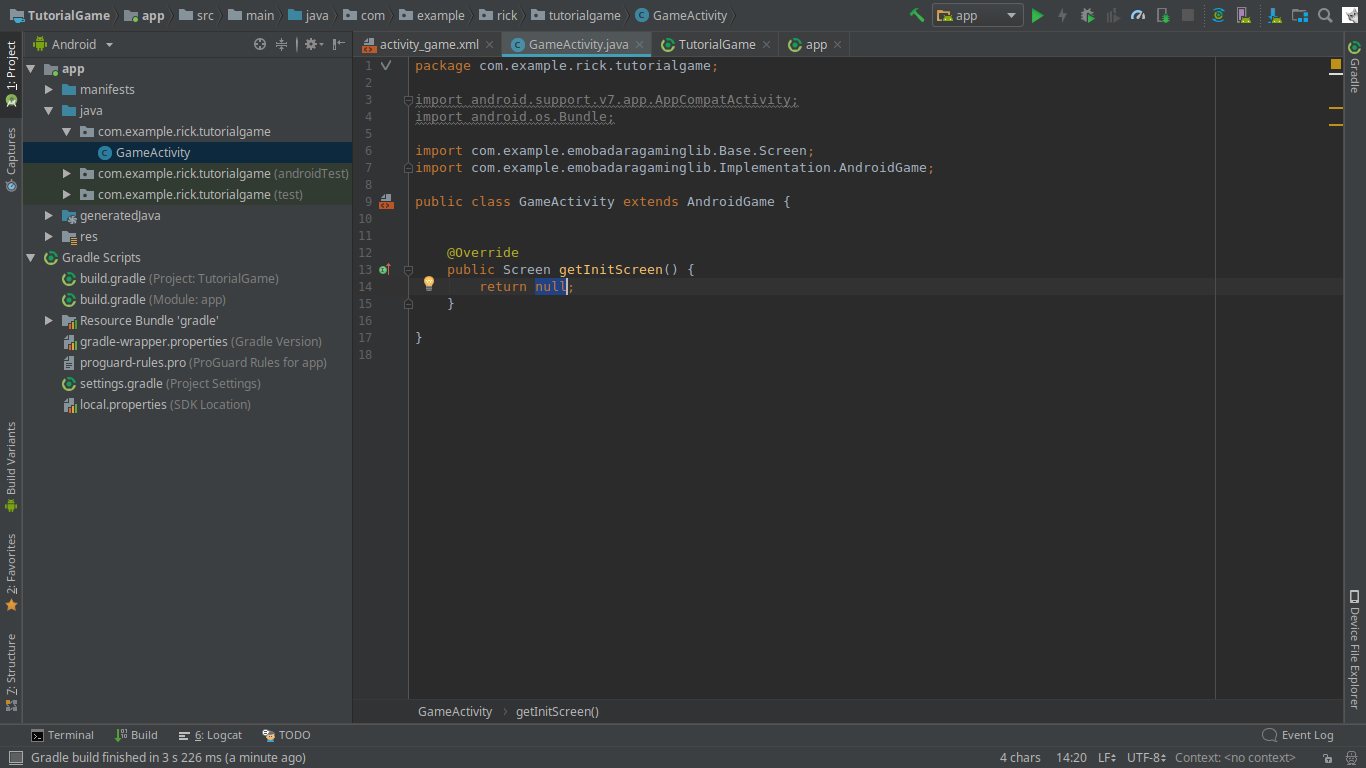 TutorialGame app src main java com example rick tutorialgame GameActivity app
1: Project
Captures
Build Variants
2: Favorites
7: Structure
Android
app
manifests
java
com.example.rick.tutorialgame
GameActivity
com.example.rick.tutorialgame (androidTest)
com.example.rick.tutorialgame (test)
generatedJava
res
Gradle Scripts
build.gradle (Project: TutorialGame)
build.gradle (Module: app)
Resource Bundle 'gradle'
gradle-wrapper.properties (Gradle Version)
proguard-rules.pro (ProGuard Rules for app)
settings.gradle (Project Settings)
local.properties (SDK Location)
activity_game.xml GameActivity.java TutorialGame app
1 package com.example.rick.tutorialgame;
2
3 import android.support.v7.app.AppCompatActivity;
4 import android.os.Bundle;
5
6 import com.example.emobadaragaminglib.Base.Screen;
7 import com.example.emobadaragaminglib.Implementation.AndroidGame;
8
9 public class GameActivity extends AndroidGame {
10
11
12 @Override
13 public Screen getInitScreen() {
14 return null;
15 }
16
17 }
18
GameActivity getInitScreen()
Gradle
Device File Explorer
Terminal Build 6: Logcat TODO Event Log
Gradle build finished in 3 s 226 ms (a minute ago) 4 chars 14:20 LF UTF-8 Context: <no context>